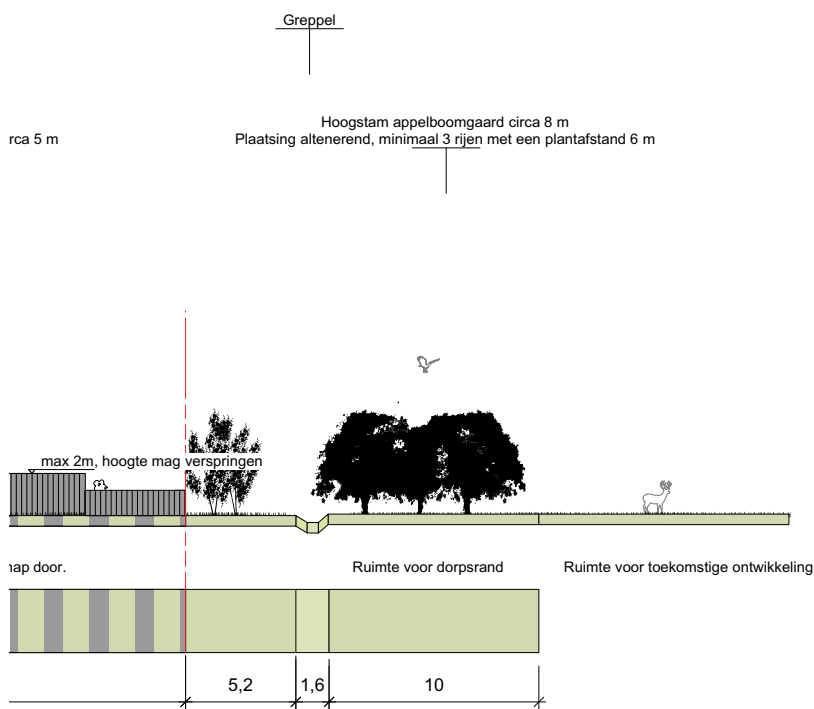 Greppel
Hoogstam appelboomgaard circa 8 m
rca 5 m
Plaatsing altenerend, minimaal 3 rijen met een plantafstand 6 m
max 2m, hoogte mag verspringen
ap door.
Ruimte voor dorpsrand
Ruimte voor toekomstige ontwikkeling
5,2
1,6
10